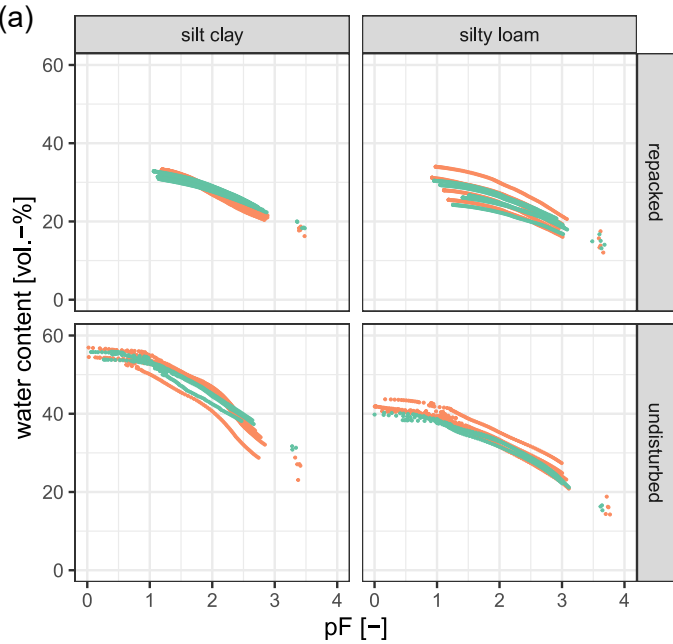 (a)
silt clay
silty loam
60
40
20
0
repacked
60
40
20
0
undisturbed
water content [vol.−%]
0 1 2 3 4
0 1 2 3 4
pF [−]